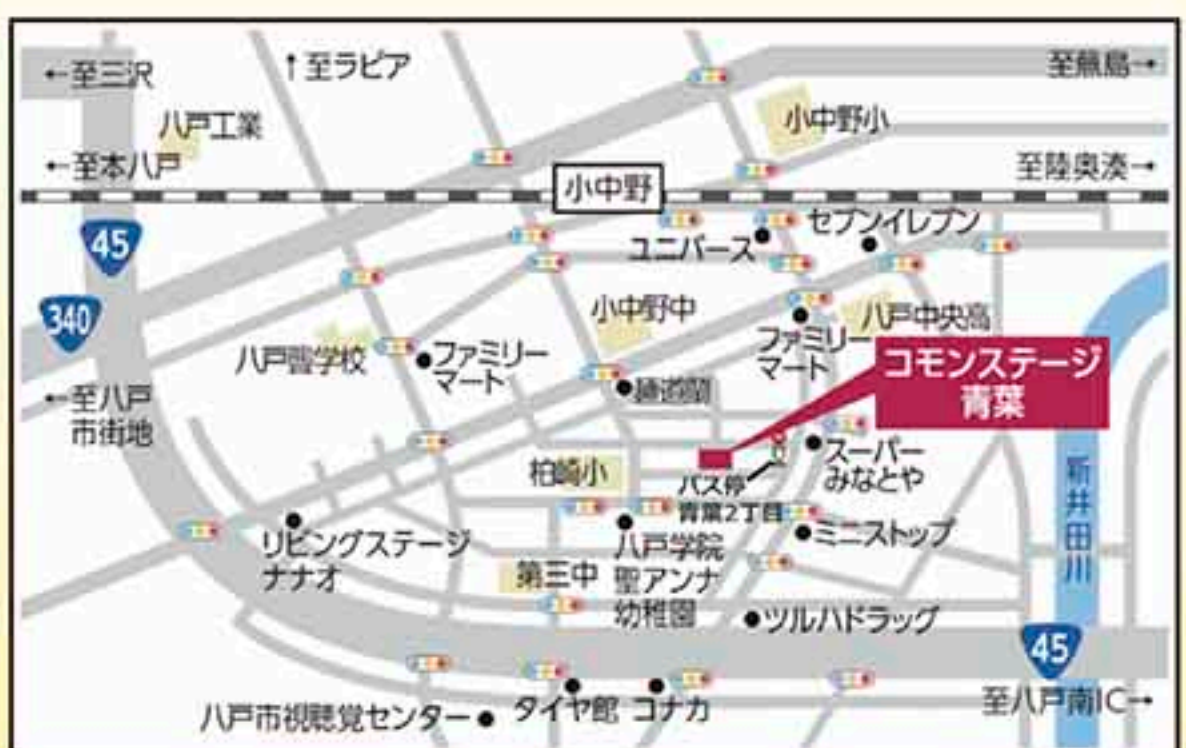 ←至三沢
↑至ラピア
至蕪島→
八戸工業
小中野小
←至本八戸
至陸奥湊→
小中野
45
セブンイレブン
ユニバース
340
小中野中
八戸中央高
八戸聾学校
ファミリー
マート
ファミリー
マート
コモンステージ
青葉
←至八戸
市街地
スーパー
みなとや
柏崎小
バス停
青葉2丁目
新井田川
リビングステージ
ナナオ
八戸学院
聖アンナ
幼稚園
ミニストップ
第三中
ツルハドラッグ
45
至八戸南IC→
八戸市視聴覚センター
タイヤ館
コナカ